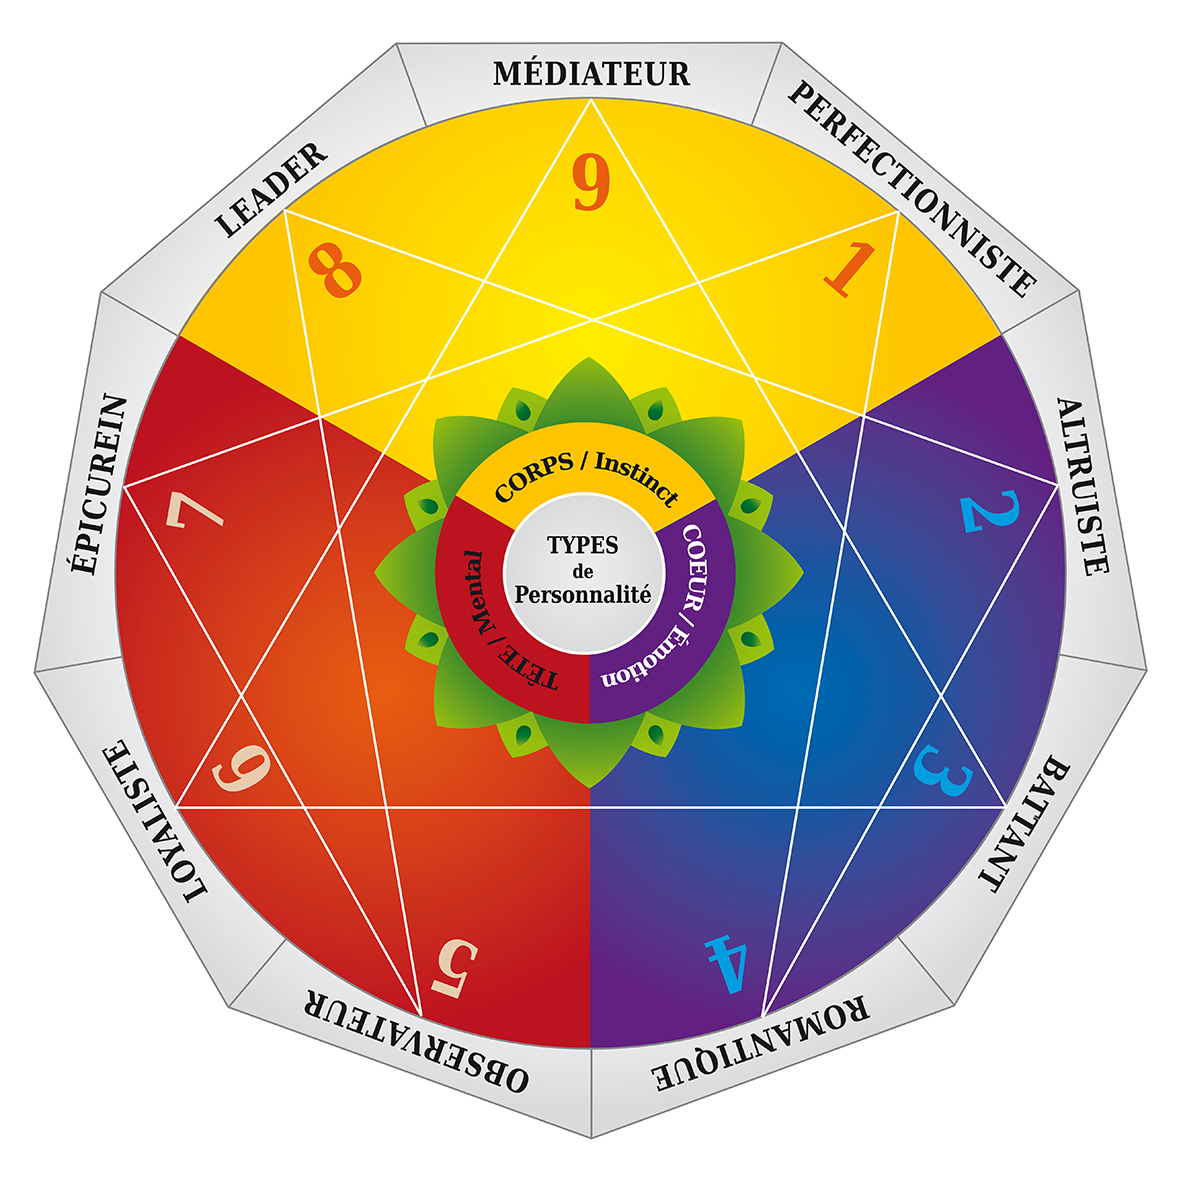 MÉDIATEUR
PERFECTIONNISTE
ALTRUISTE
BATTANT
ROMANTIQUE
OBSERVATEUR
LOYALISTE
ÉPICUREIN
LEADER
9
1
2
3
4
5
6
7
8
CORPS / Instinct
COEUR / Émotion
TÊTE / Mental
TYPES
de
Personnalité